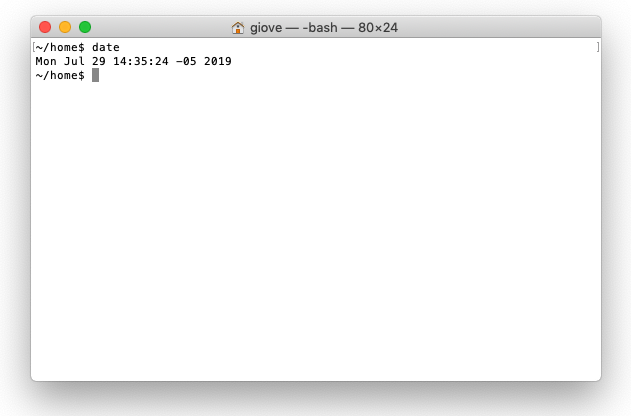 giove — -bash — 80×24
[~/home$ date ]
Mon Jul 29 14:35:24 -05 2019
~/home$